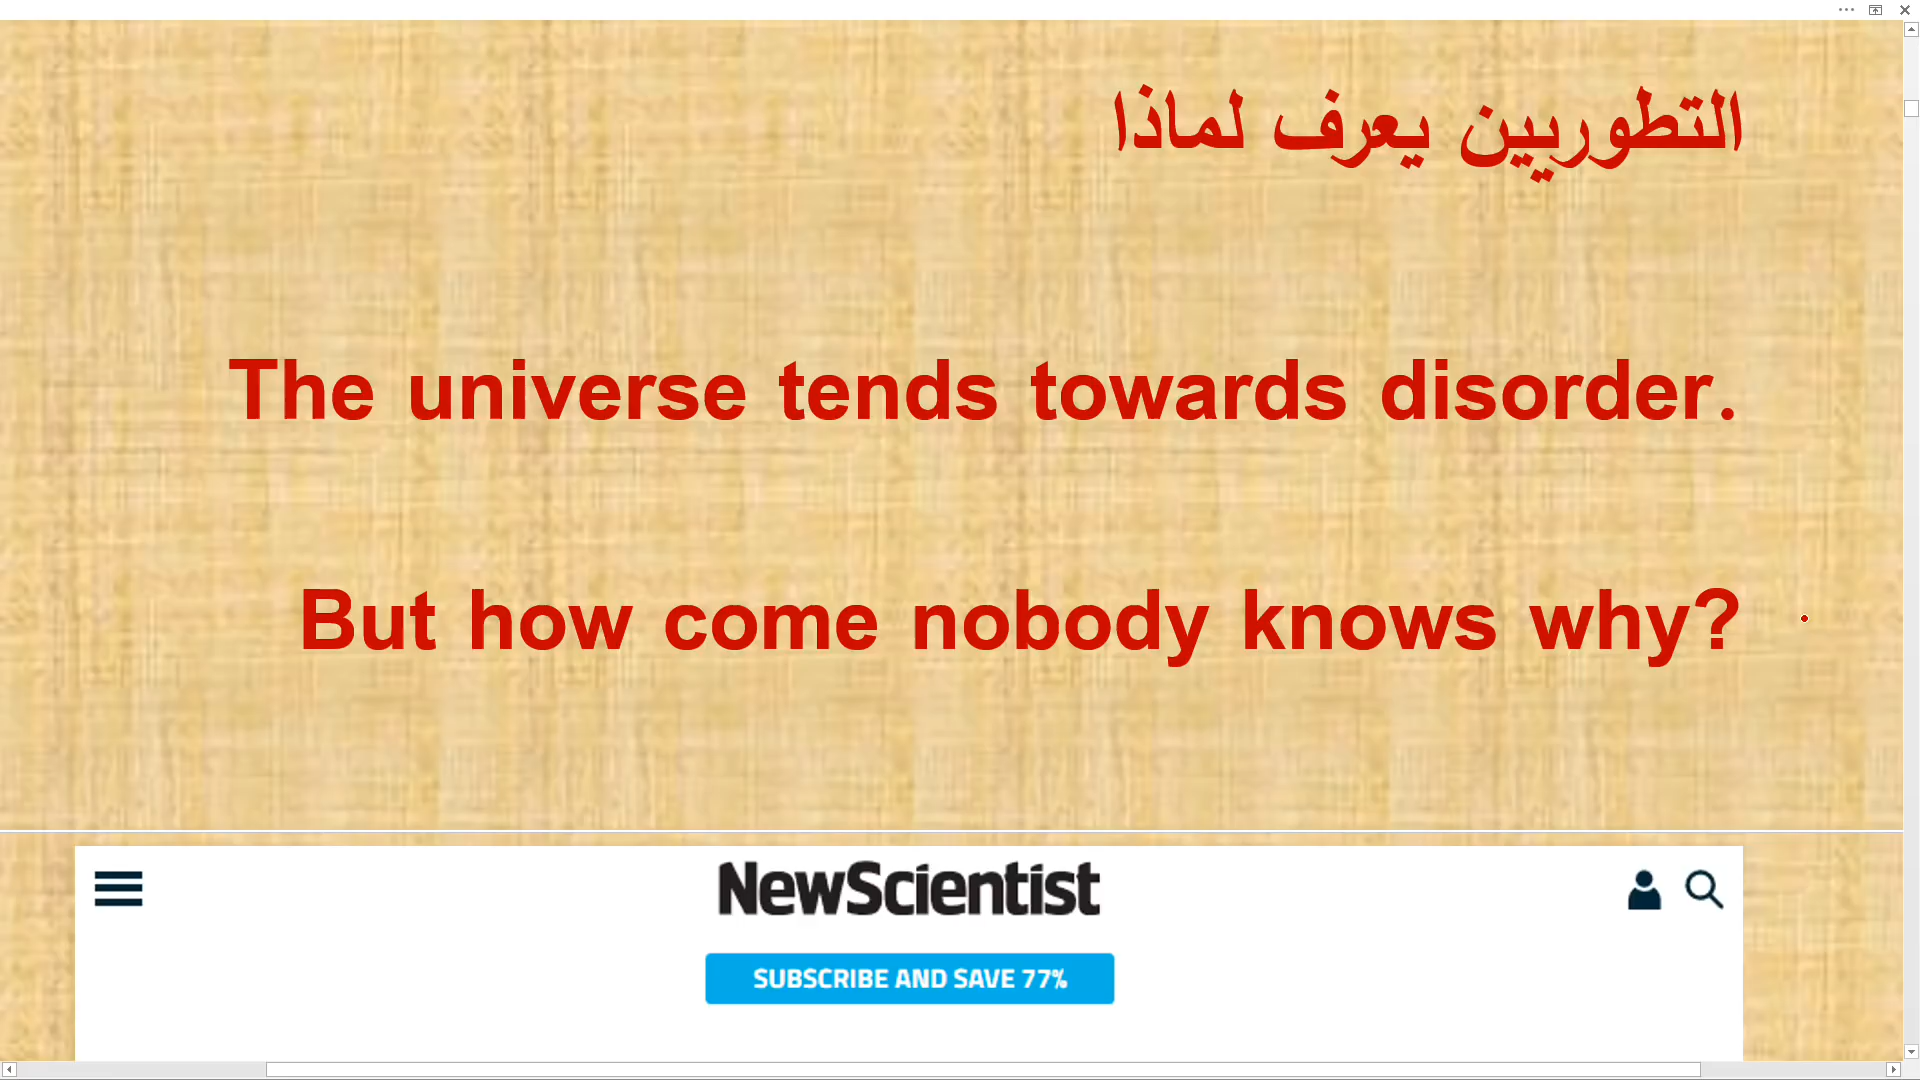 التطوريين يعرف لماذا
The universe tends towards disorder.
But how come nobody knows why?
NewScientist
SUBSCRIBE AND SAVE 77%